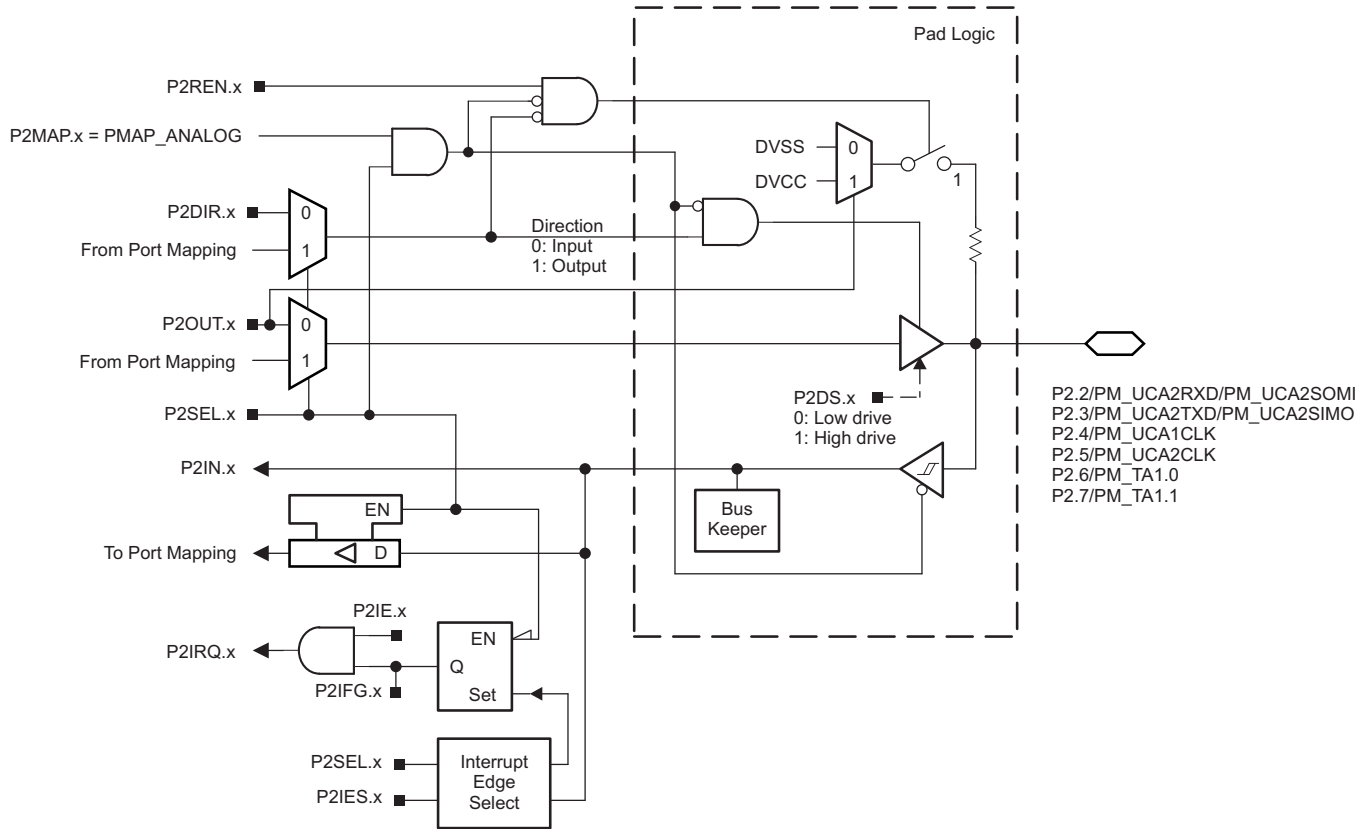 Pad Logic
P2REN.x
P2MAP.x = PMAP_ANALOG
DVSS
0
DVCC
1
1
P2DIR.x
0
From Port Mapping
1
Direction
0: Input
1: Output
P2OUT.x
0
From Port Mapping
1
P2SEL.x
P2DS.x
0: Low drive
1: High drive
P2.2/PM_UCA2RXD/PM_UCA2SOMI
P2.3/PM_UCA2TXD/PM_UCA2SIMO
P2.4/PM_UCA1CLK
P2.5/PM_UCA2CLK
P2.6/PM_TA1.0
P2.7/PM_TA1.1
P2IN.x
Bus
Keeper
EN
To Port Mapping
D
P2IE.x
P2IRQ.x
EN
Q
Set
P2IFG.x
P2SEL.x
P2IES.x
Interrupt
Edge
Select